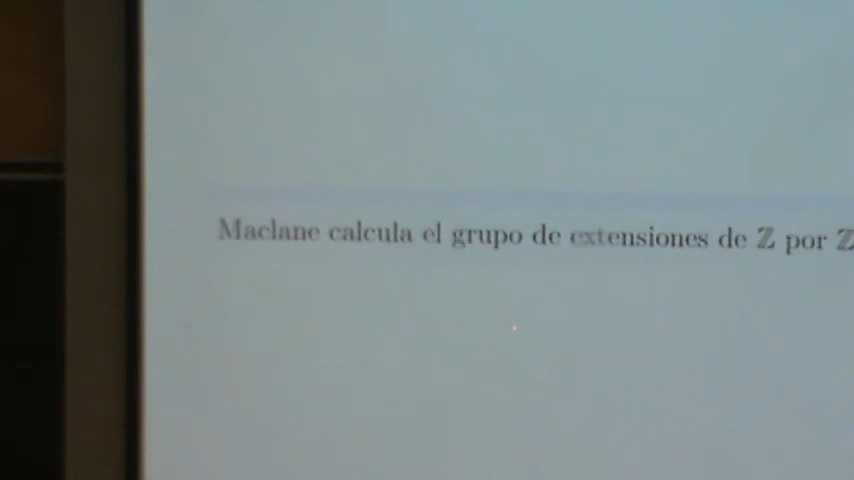 Maclane calcula el grupo de extensiones de ℤ por ℤ